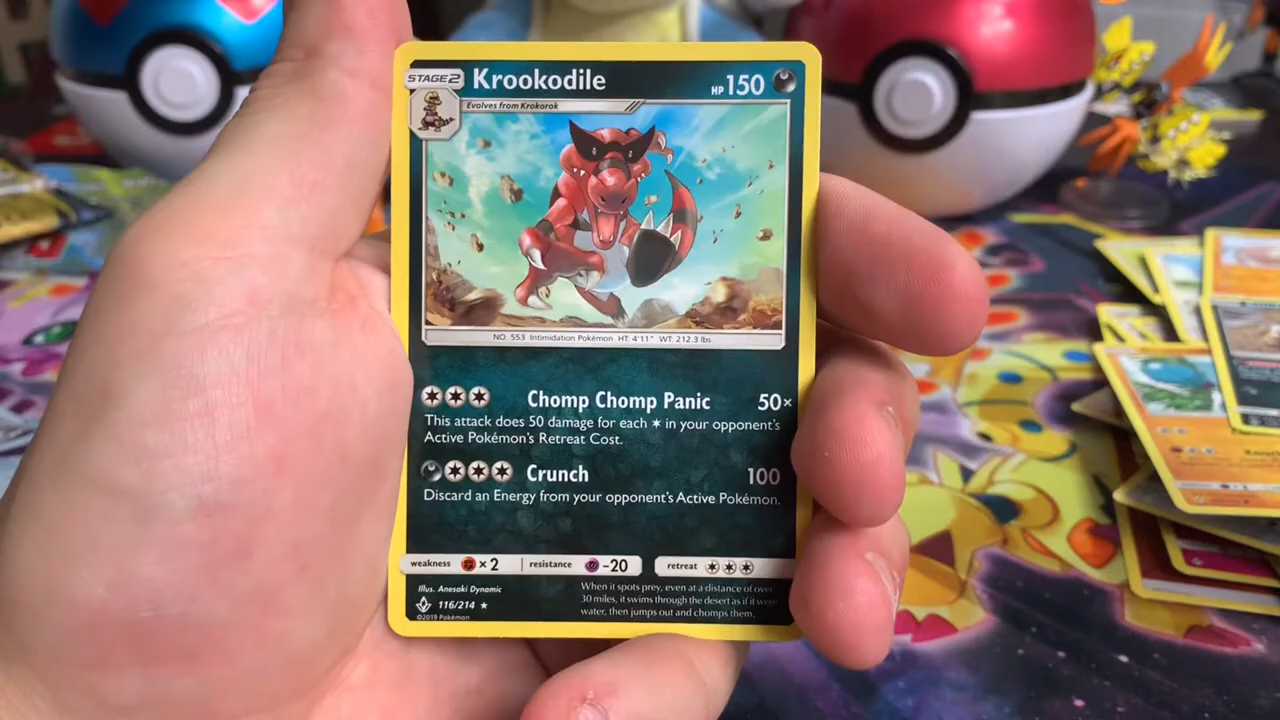 STAGE2 Krookodile HP 150
Evolves from Krokorok
NO. 553 Intimidation Pokémon HT: 4'11" WT: 212.3 lbs.
Chomp Chomp Panic 50×
This attack does 50 damage for each ✶ in your opponent's
Active Pokémon's Retreat Cost.
Crunch 100
Discard an Energy from your opponent's Active Pokémon.
weakness ×2 resistance -20 retreat
Illus. Anesaki Dynamic
116/214 ★
©2019 Pokémon
When it spots prey, even at a distance of over
30 miles, it swims through the desert as if it were
water, then jumps out and chomps them.